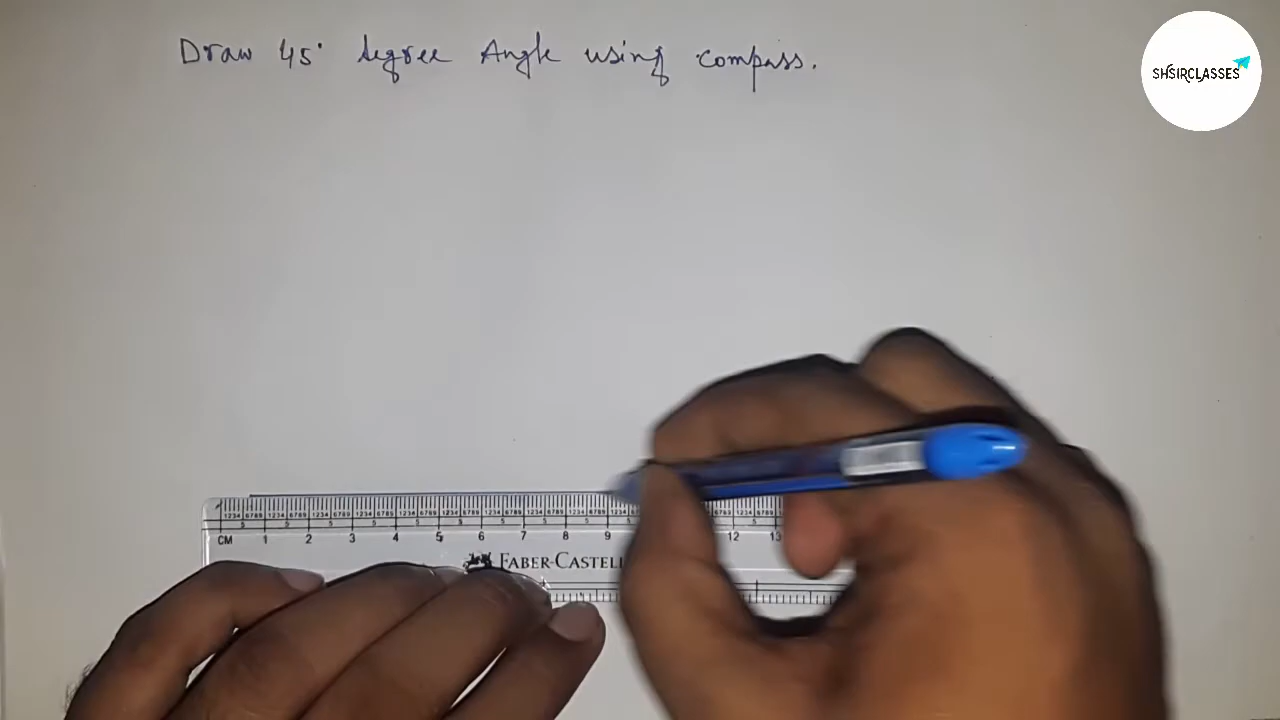 Draw 45° degree Angle using compass.
SHSIRCLASSES
CM 1 2 3 4 5 6 7 8 9 12 13
FABER-CASTELL